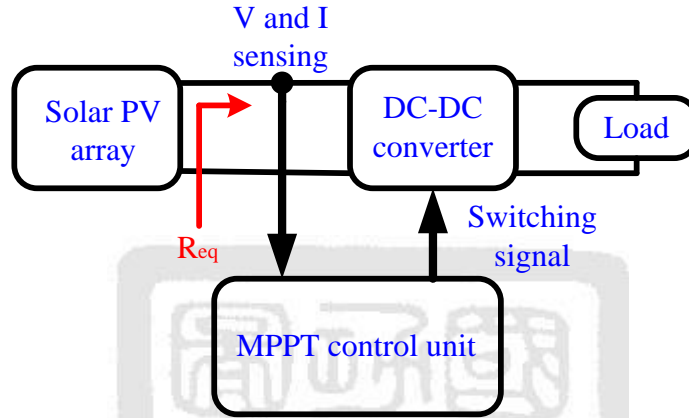 V and I
sensing
Solar PV
array
DC-DC
converter
Load
Req
Switching
signal
MPPT control unit